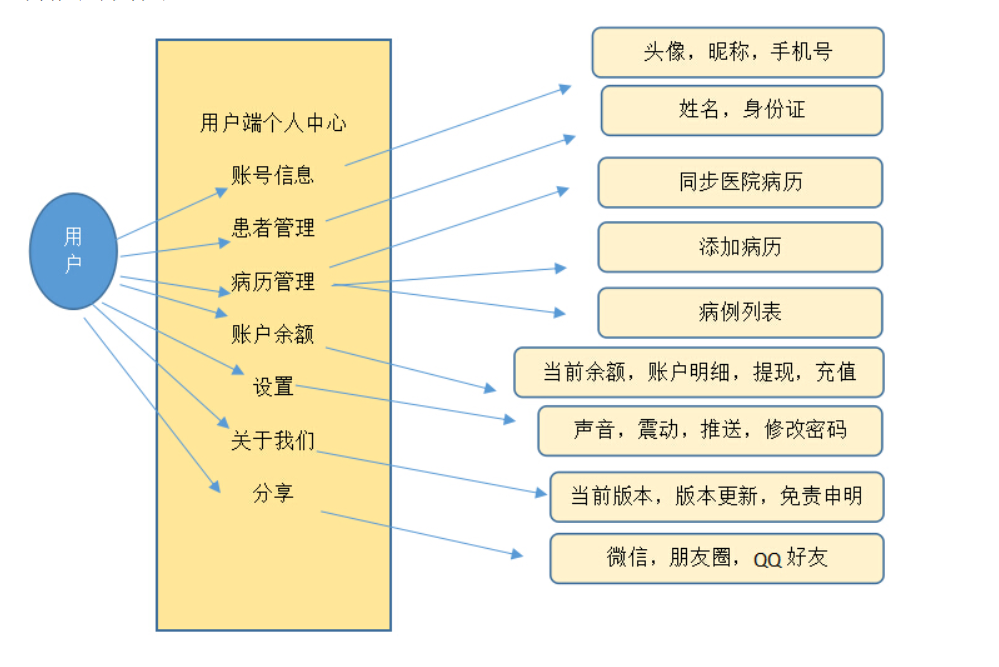 用
户
用户端个人中心
账号信息
患者管理
病历管理
账户余额
设置
关于我们
分享
头像，昵称，手机号
姓名，身份证
同步医院病历
添加病历
病例列表
当前余额，账户明细，提现，充值
声音，震动，推送，修改密码
当前版本，版本更新，免责申明
微信，朋友圈，QQ好友